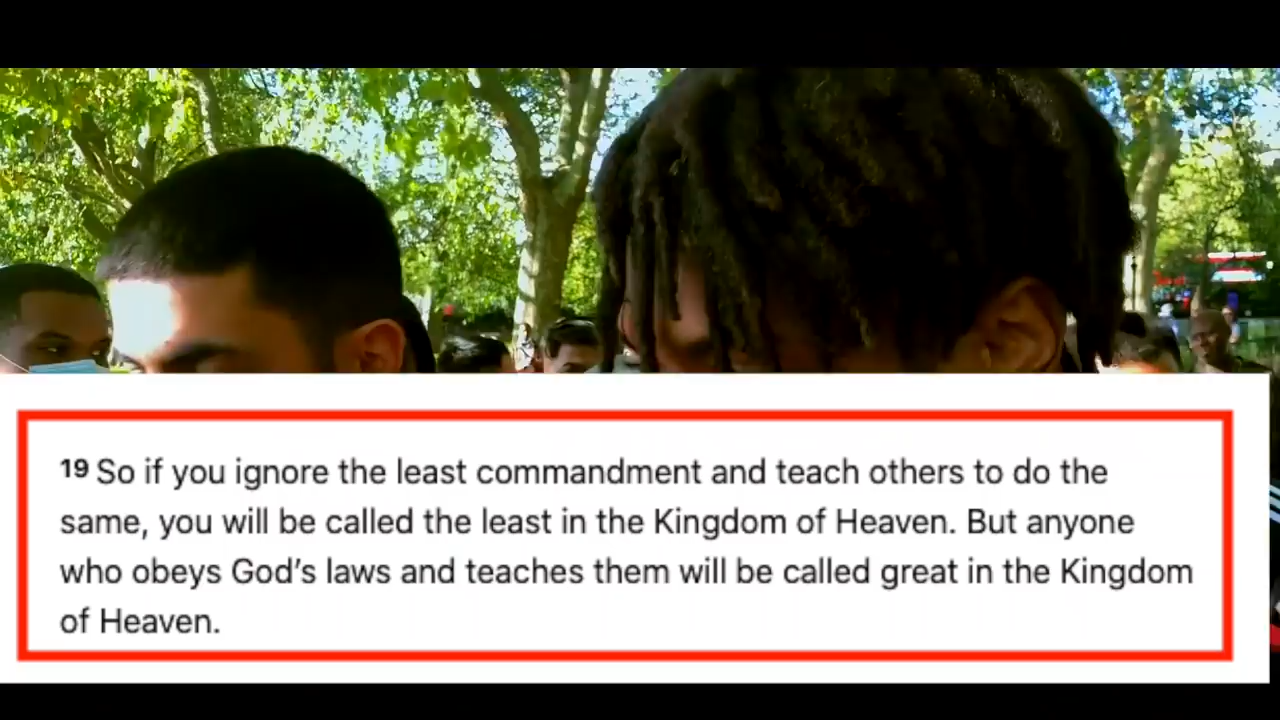 19 So if you ignore the least commandment and teach others to do the
same, you will be called the least in the Kingdom of Heaven. But anyone
who obeys God’s laws and teaches them will be called great in the Kingdom
of Heaven.